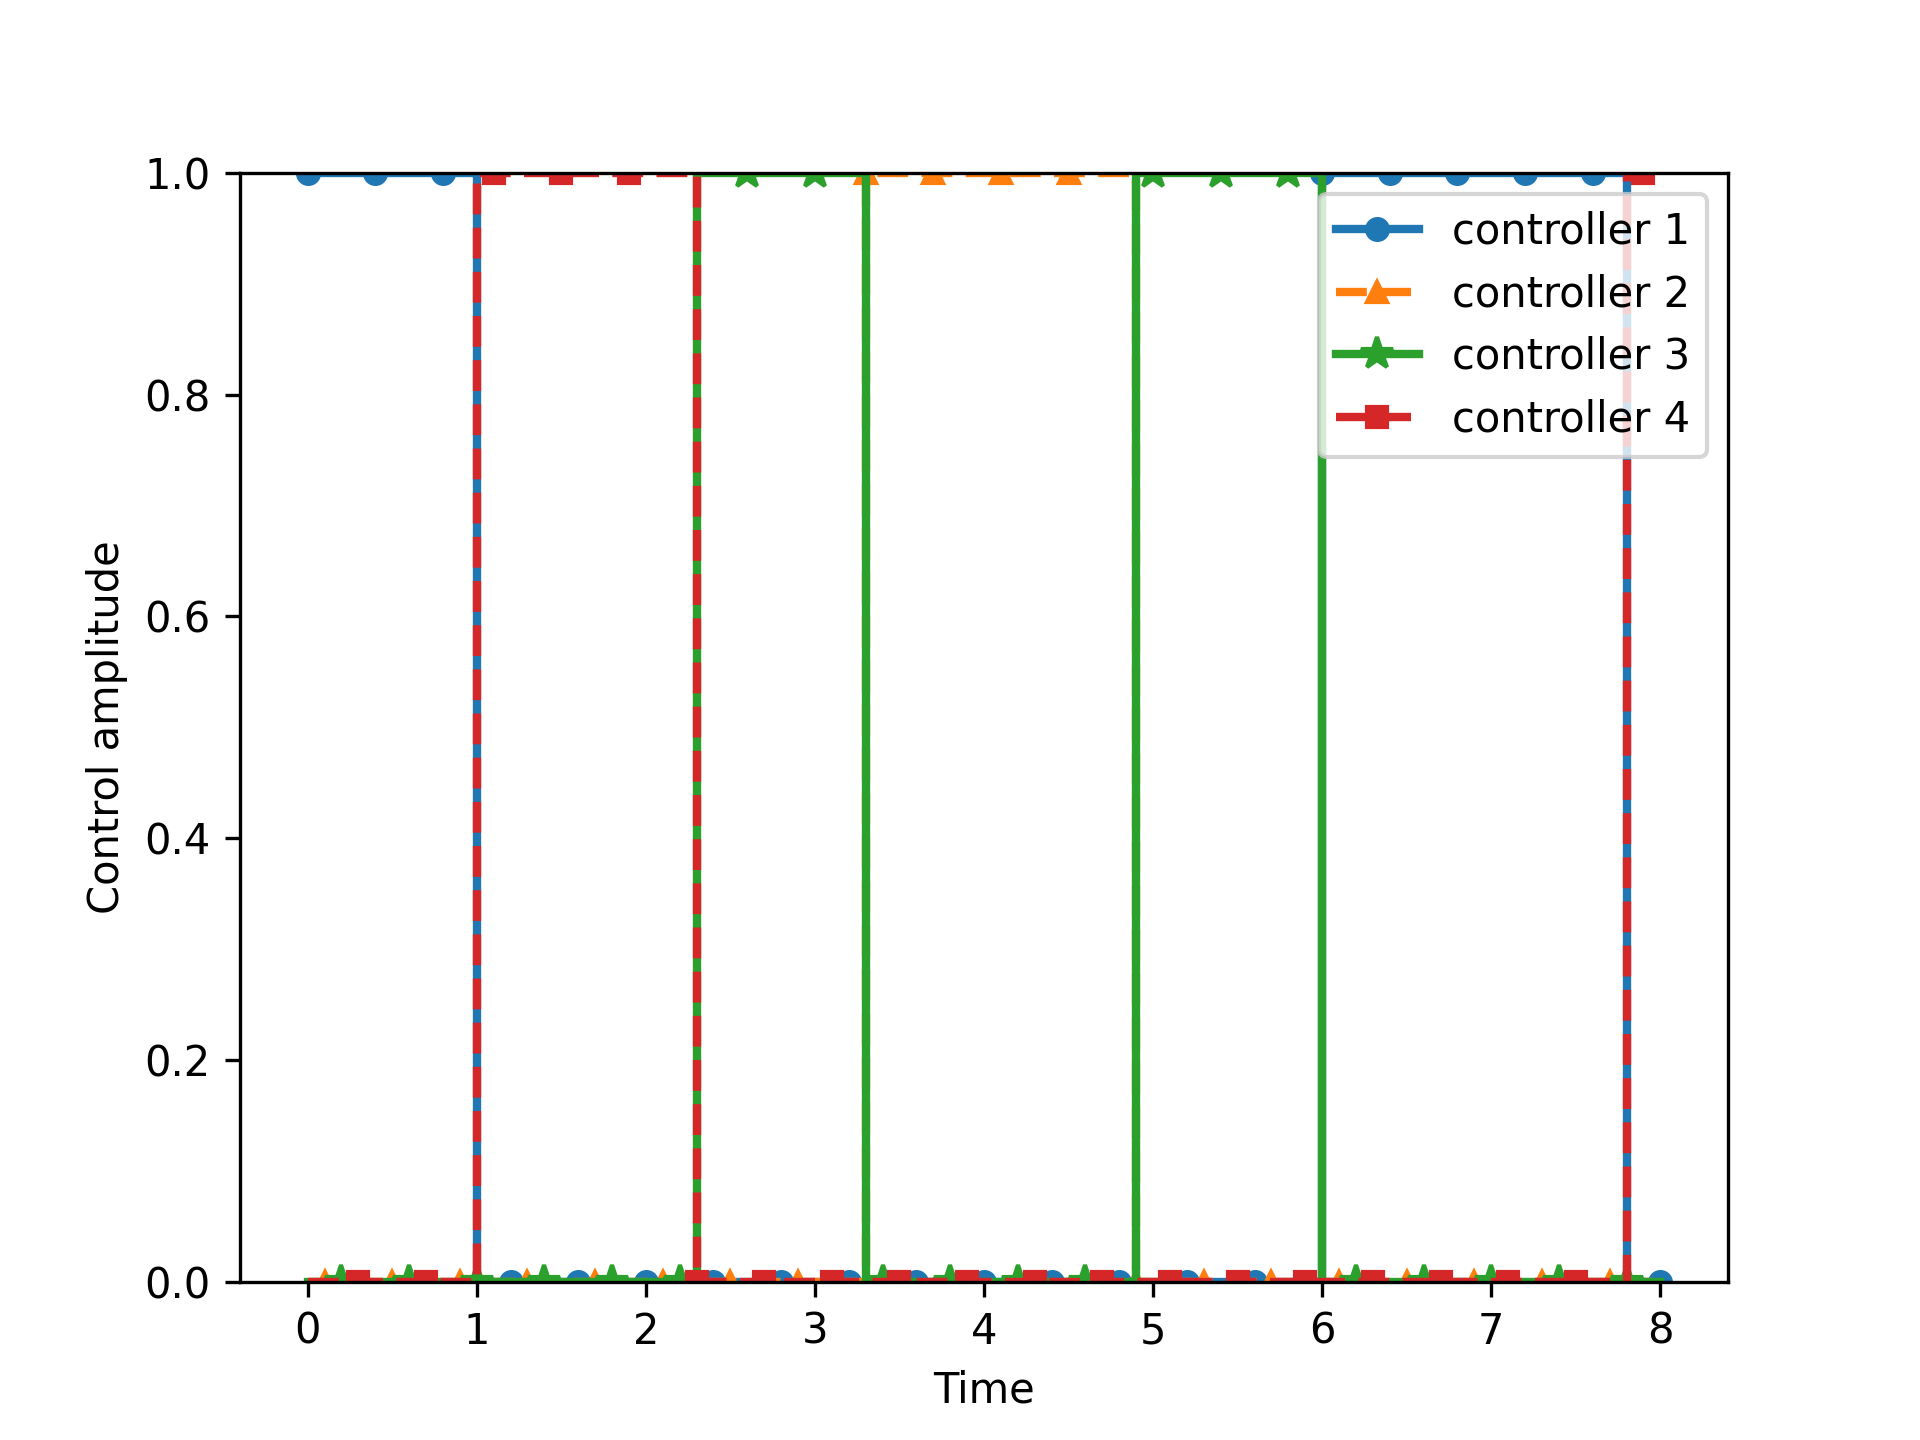 1.0
0.8
0.6
0.4
0.2
0.0
Control amplitude
controller 1
controller 2
controller 3
controller 4
0 1 2 3 4 5 6 7 8
Time